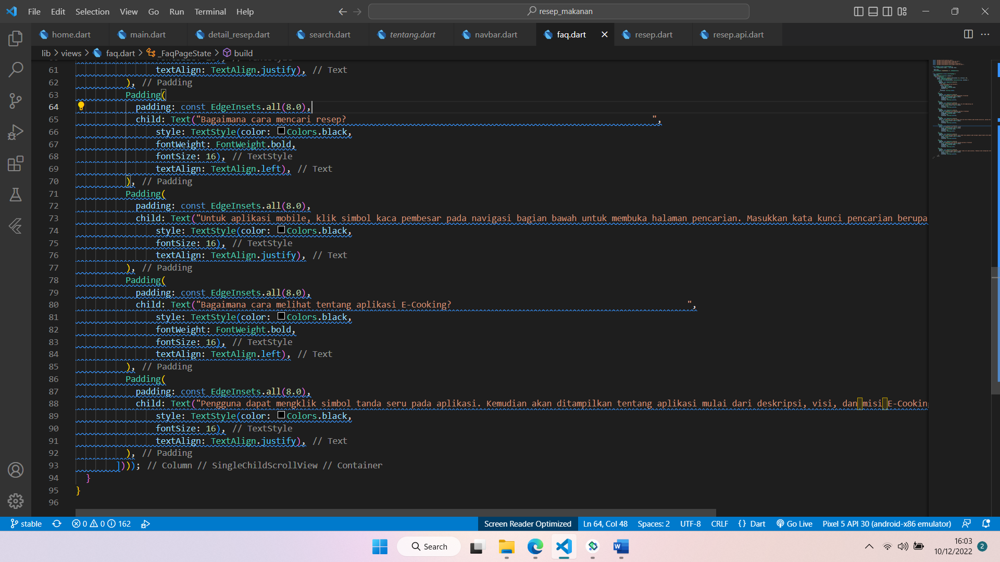 File Edit Selection View Go Run Terminal Help
resep_makanan
home.dart main.dart detail_resep.dart search.dart tentang.dart navbar.dart faq.dart resep.dart resep.api.dart
lib > views > faq.dart > _FaqPageState > build
61 textAlign: TextAlign.justify), // Text
62 ), // Padding
63 Padding(
64 padding: const EdgeInsets.all(8.0),
65 child: Text("Bagaimana cara mencari resep? ",
66 style: TextStyle(color: Colors.black,
67 fontWeight: FontWeight.bold,
68 fontSize: 16), // TextStyle
69 textAlign: TextAlign.left), // Text
70 ), // Padding
71 Padding(
72 padding: const EdgeInsets.all(8.0),
73 child: Text("Untuk aplikasi mobile, klik simbol kaca pembesar pada navigasi bagian bawah untuk membuka halaman pencarian. Masukkan kata kunci pencarian berupa
74 style: TextStyle(color: Colors.black,
75 fontSize: 16), // TextStyle
76 textAlign: TextAlign.justify), // Text
77 ), // Padding
78 Padding(
79 padding: const EdgeInsets.all(8.0),
80 child: Text("Bagaimana cara melihat tentang aplikasi E-Cooking? ",
81 style: TextStyle(color: Colors.black,
82 fontWeight: FontWeight.bold,
83 fontSize: 16), // TextStyle
84 textAlign: TextAlign.left), // Text
85 ), // Padding
86 Padding(
87 padding: const EdgeInsets.all(8.0),
88 child: Text("Pengguna dapat mengklik simbol tanda seru pada aplikasi. Kemudian akan ditampilkan tentang aplikasi mulai dari deskripsi, visi, dan misi E-Cookin
89 style: TextStyle(color: Colors.black,
90 fontSize: 16), // TextStyle
91 textAlign: TextAlign.justify), // Text
92 ), // Padding
93 ]))); // Column // SingleChildScrollView // Container
94 }
95 }
96
stable 0 0 162 Screen Reader Optimized Ln 64, Col 48 Spaces: 2 UTF-8 CRLF {} Dart Go Live Pixel 5 API 30 (android-x86 emulator)
Search
16:03
10/12/2022
2